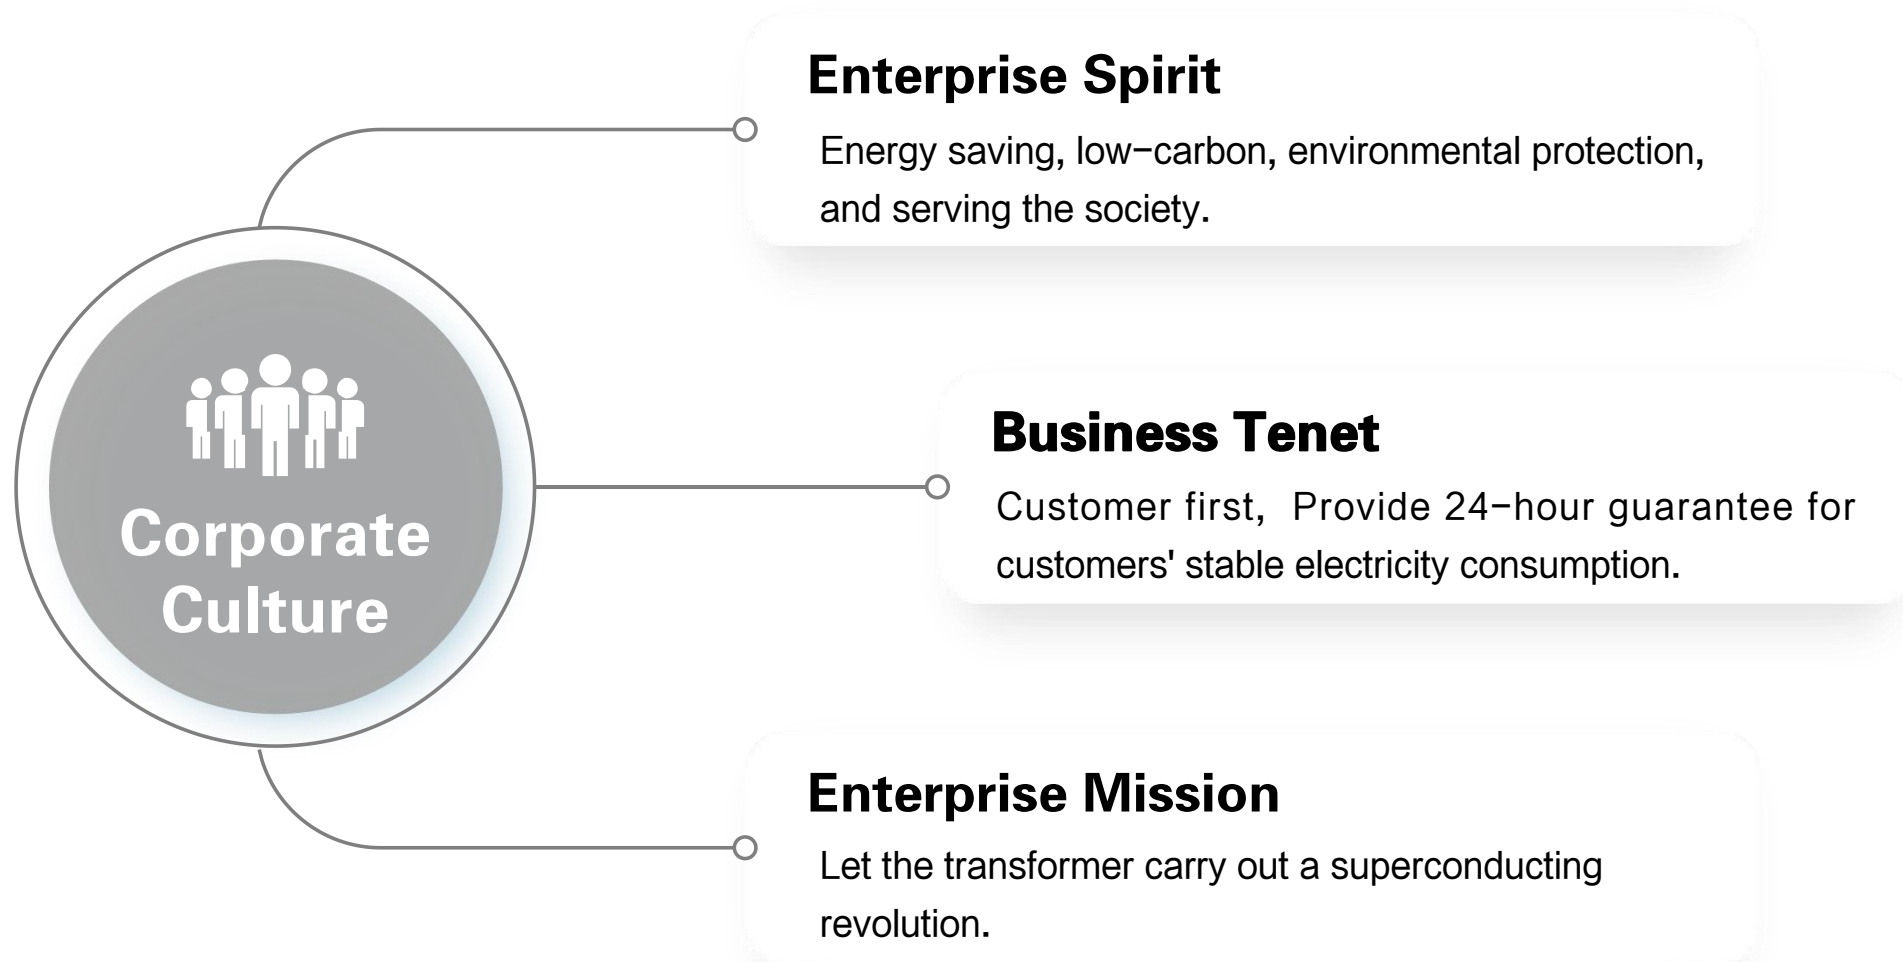 Enterprise Spirit
Energy saving, low-carbon, environmental protection,
and serving the society.
Corporate
Culture
Business Tenet
Customer first,  Provide 24-hour guarantee for
customers' stable electricity consumption.
Enterprise Mission
Let the transformer carry out a superconducting
revolution.